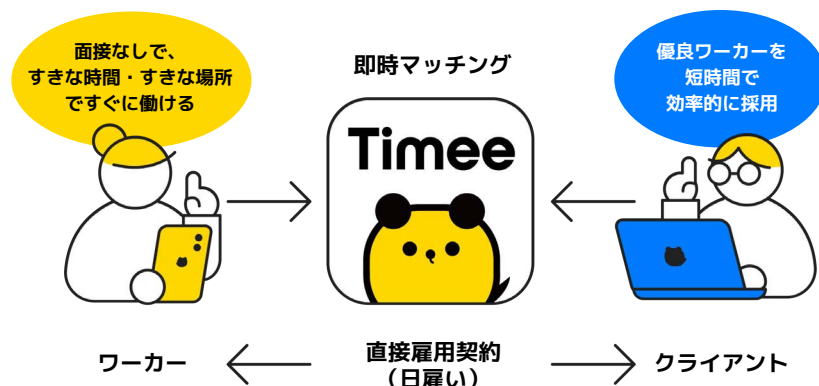 面接なしで、
すきな時間・すきな場所
ですぐに働ける
即時マッチング
優良ワーカーを
短時間で
効率的に採用
Timee
ワーカー
直接雇用契約
（日雇い）
クライアント